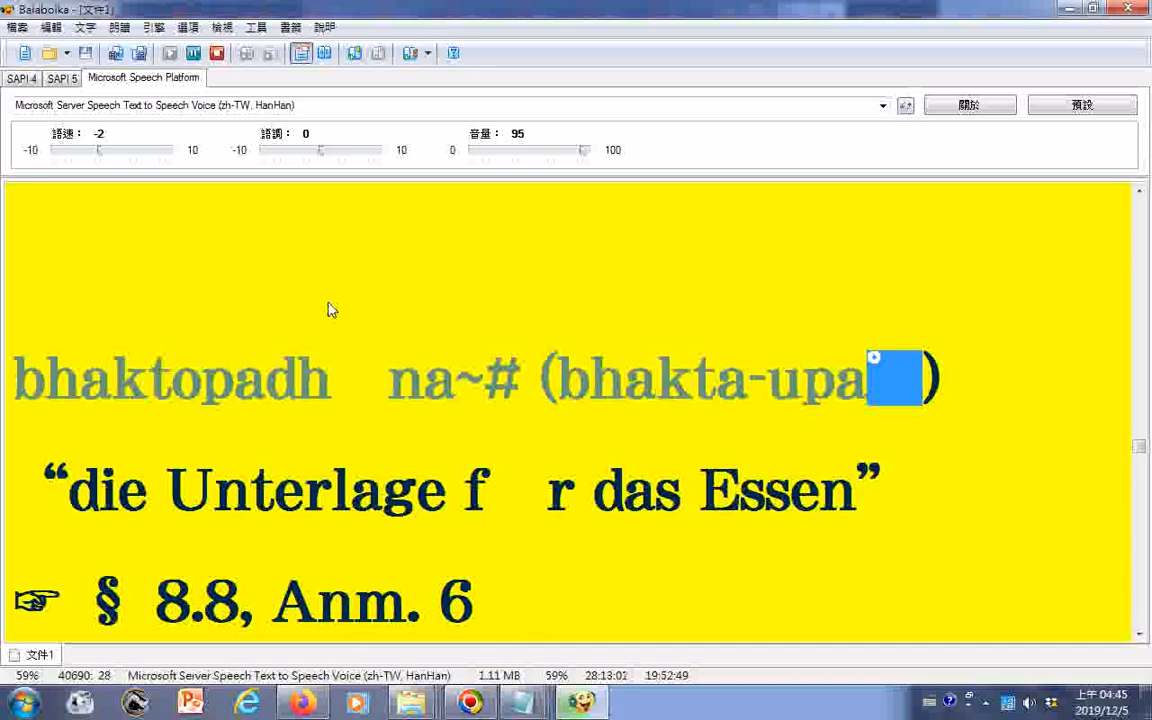 Balabolka - [文件1]
檔案 編輯 文字 朗讀 引擎 選項 檢視 工具 書籤 說明
SAPI 4 SAPI 5 Microsoft Speech Platform
Microsoft Server Speech Text to Speech Voice (zh-TW, HanHan) 關於 預設
語速： -2 語調： 0 音量： 95
-10 10 -10 10 0 100
bhaktopadh na~# (bhakta-upa )
“die Unterlage f r das Essen”
☞ § 8.8, Anm. 6
文件1
59% 40690: 28 Microsoft Server Speech Text to Speech Voice (zh-TW, HanHan) 1.11 MB 59% 28:13:01 19:52:49
上午 04:45
2019/12/5